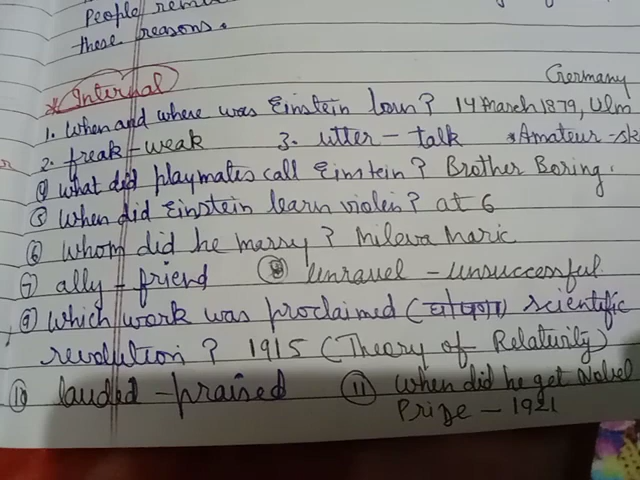 People
these reasons.
* Internal
Germany
1. When and where was Einstein born? 14 March 1879, Ulm
2. freak - weak 3. utter - talk *Amateur - sk
④ What did playmates call Einstein? Brother Boring.
⑤ When did Einstein learn violen? at 6
⑥ Whom did he marry? Mileva Maric
⑦ ally - friend ⑧ Unravel - unsuccessful.
⑨ which work was proclaimed (घोषणा) scientific
revolution? 1915 (Theory of Relativity)
⑩ lauded - praised ⑪ when did he get Nobel
Prize - 1921